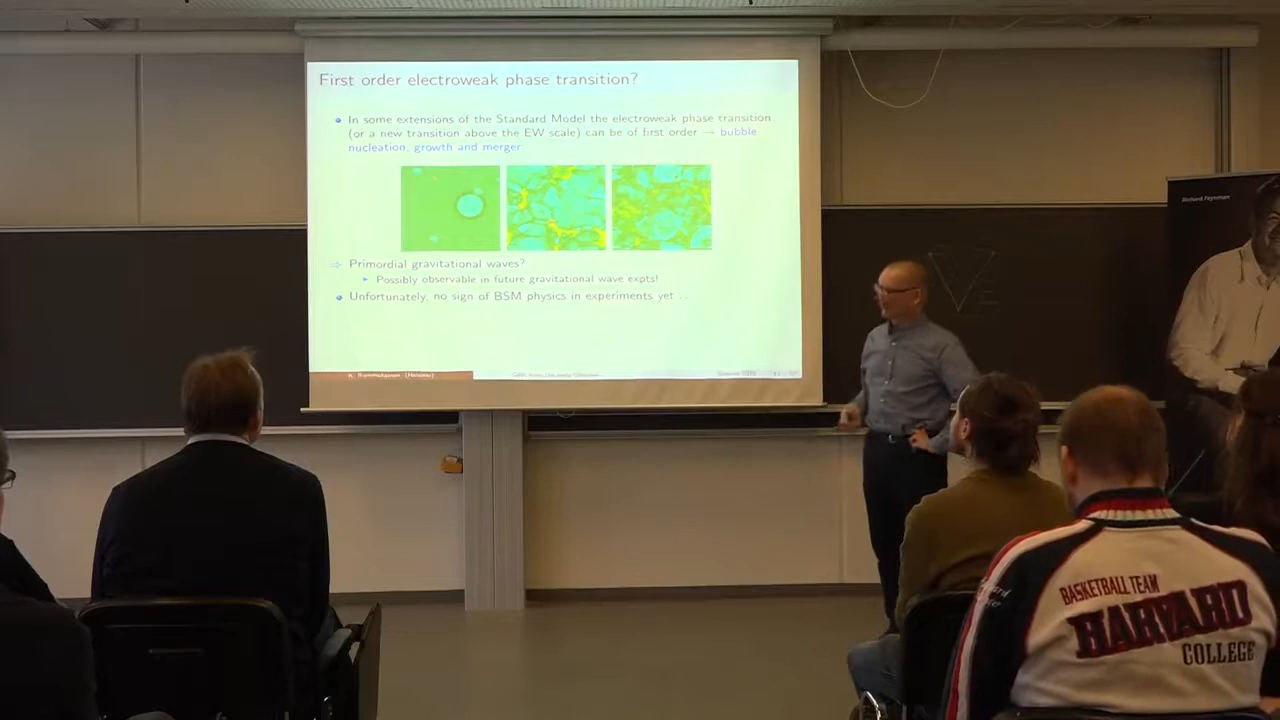 First order electroweak phase transition?
In some extensions of the Standard Model the electroweak phase transition
(or a new transition above the EW scale) can be of first order → bubble
nucleation, growth and merger:
⇒ Primordial gravitational waves?
Possibly observable in future gravitational wave expts!
Unfortunately, no sign of BSM physics in experiments yet . .
Richard Feynman
BASKETBALL TEAM
HARVARD
COLLEGE